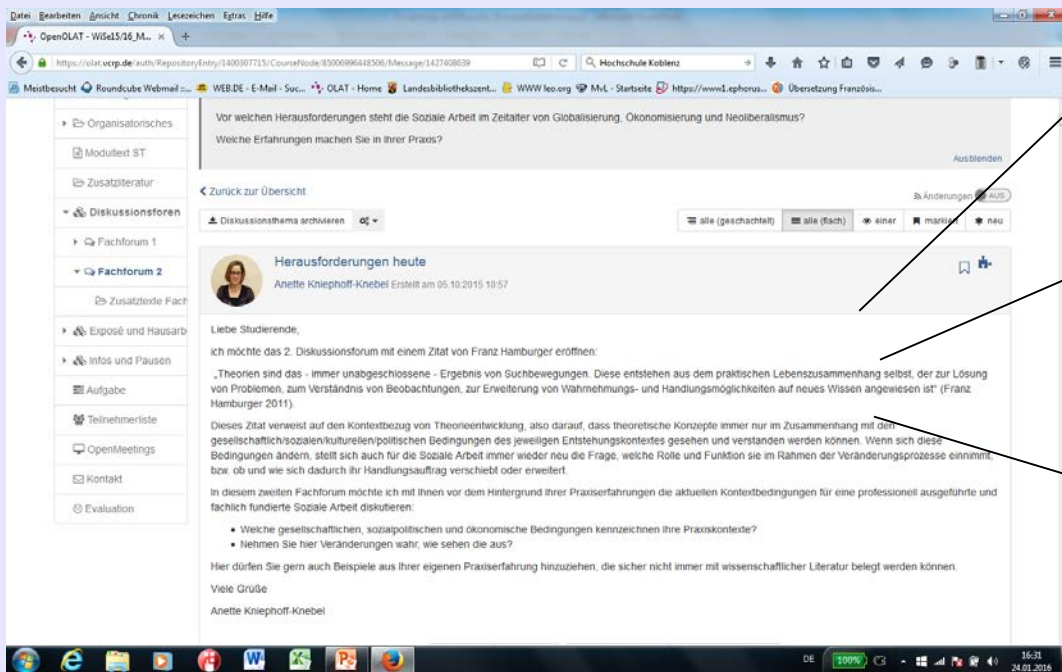 Datei Bearbeiten Ansicht Chronik Lesezeichen Extras Hilfe
OpenOLAT - WiSe15/16_M... × +
https://olat.vcrp.de/auth/RepositoryEntry/1400307715/CourseNode/85000996448506/Message/1427408639
Hochschule Koblenz
Meistbesucht Roundcube Webmail ::... WEB.DE - E-Mail - Suc... OLAT - Home Landesbibliothekszent... WWW leo.org MvL - Startseite https://www1.ephorus... Übersetzung Französis...
Organisatorisches
Modultext ST
Zusatzliteratur
Diskussionsforen
Fachforum 1
Fachforum 2
Zusatztexte Fach
Exposé und Hausarb
Infos und Pausen
Aufgabe
Teilnehmerliste
OpenMeetings
Kontakt
Evaluation
Vor welchen Herausforderungen steht die Soziale Arbeit im Zeitalter von Globalisierung, Ökonomisierung und Neoliberalismus?
Welche Erfahrungen machen Sie in Ihrer Praxis?
Ausblenden
Zurück zur Übersicht
Änderungen AUS
Diskussionsthema archivieren
alle (geschachtelt) alle (flach) einer markiert neu
Herausforderungen heute
Anette Kniephoff-Knebel Erstellt am 05.10.2015 10:57
Liebe Studierende,
ich möchte das 2. Diskussionsforum mit einem Zitat von Franz Hamburger eröffnen:
„Theorien sind das - immer unabgeschlossene - Ergebnis von Suchbewegungen. Diese entstehen aus dem praktischen Lebenszusammenhang selbst, der zur Lösung
von Problemen, zum Verständnis von Beobachtungen, zur Erweiterung von Wahrnehmungs- und Handlungsmöglichkeiten auf neues Wissen angewiesen ist“ (Franz
Hamburger 2011).
Dieses Zitat verweist auf den Kontextbezug von Theorieentwicklung, also darauf, dass theoretische Konzepte immer nur im Zusammenhang mit den
gesellschaftlich/sozialen/kulturellen/politischen Bedingungen des jeweiligen Entstehungskontextes gesehen und verstanden werden können. Wenn sich diese
Bedingungen ändern, stellt sich auch für die Soziale Arbeit immer wieder neu die Frage, welche Rolle und Funktion sie im Rahmen der Veränderungsprozesse einnimmt,
bzw. ob und wie sich dadurch ihr Handlungsauftrag verschiebt oder erweitert.
In diesem zweiten Fachforum möchte ich mit Ihnen vor dem Hintergrund Ihrer Praxiserfahrungen die aktuellen Kontextbedingungen für eine professionell ausgeführte und
fachlich fundierte Soziale Arbeit diskutieren:
• Welche gesellschaftlichen, sozialpolitischen und ökonomische Bedingungen kennzeichnen Ihre Praxiskontexte?
• Nehmen Sie hier Veränderungen wahr, wie sehen die aus?
Hier dürfen Sie gern auch Beispiele aus Ihrer eigenen Praxiserfahrung hinzuziehen, die sicher nicht immer mit wissenschaftlicher Literatur belegt werden können.
Viele Grüße
Anette Kniephoff-Knebel
DE 100% 16:31
24.01.2016